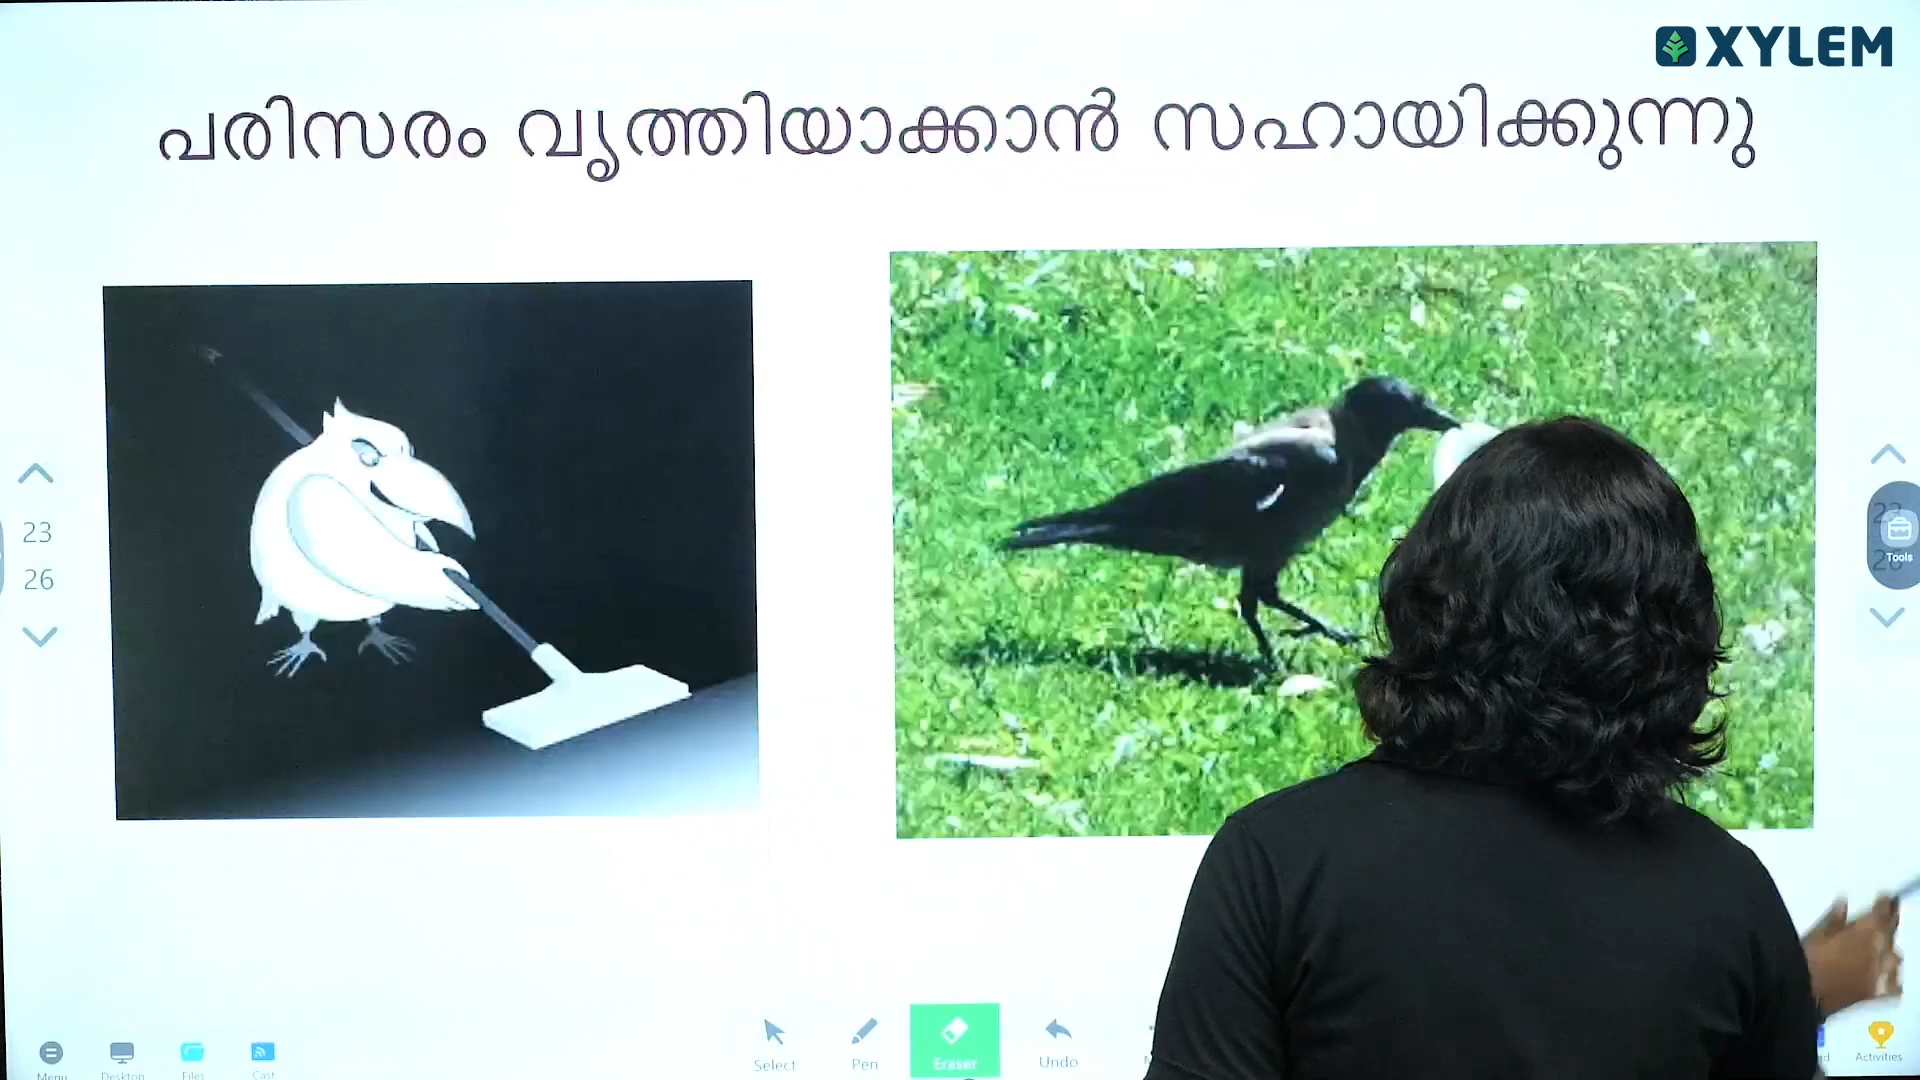 XYLEM
പരിസരം വൃത്തിയാക്കാൻ സഹായിക്കുന്നു
23
26
Tools
Select
Pen
Eraser
Undo
Menu
Desktop
Files
Cast
Activities